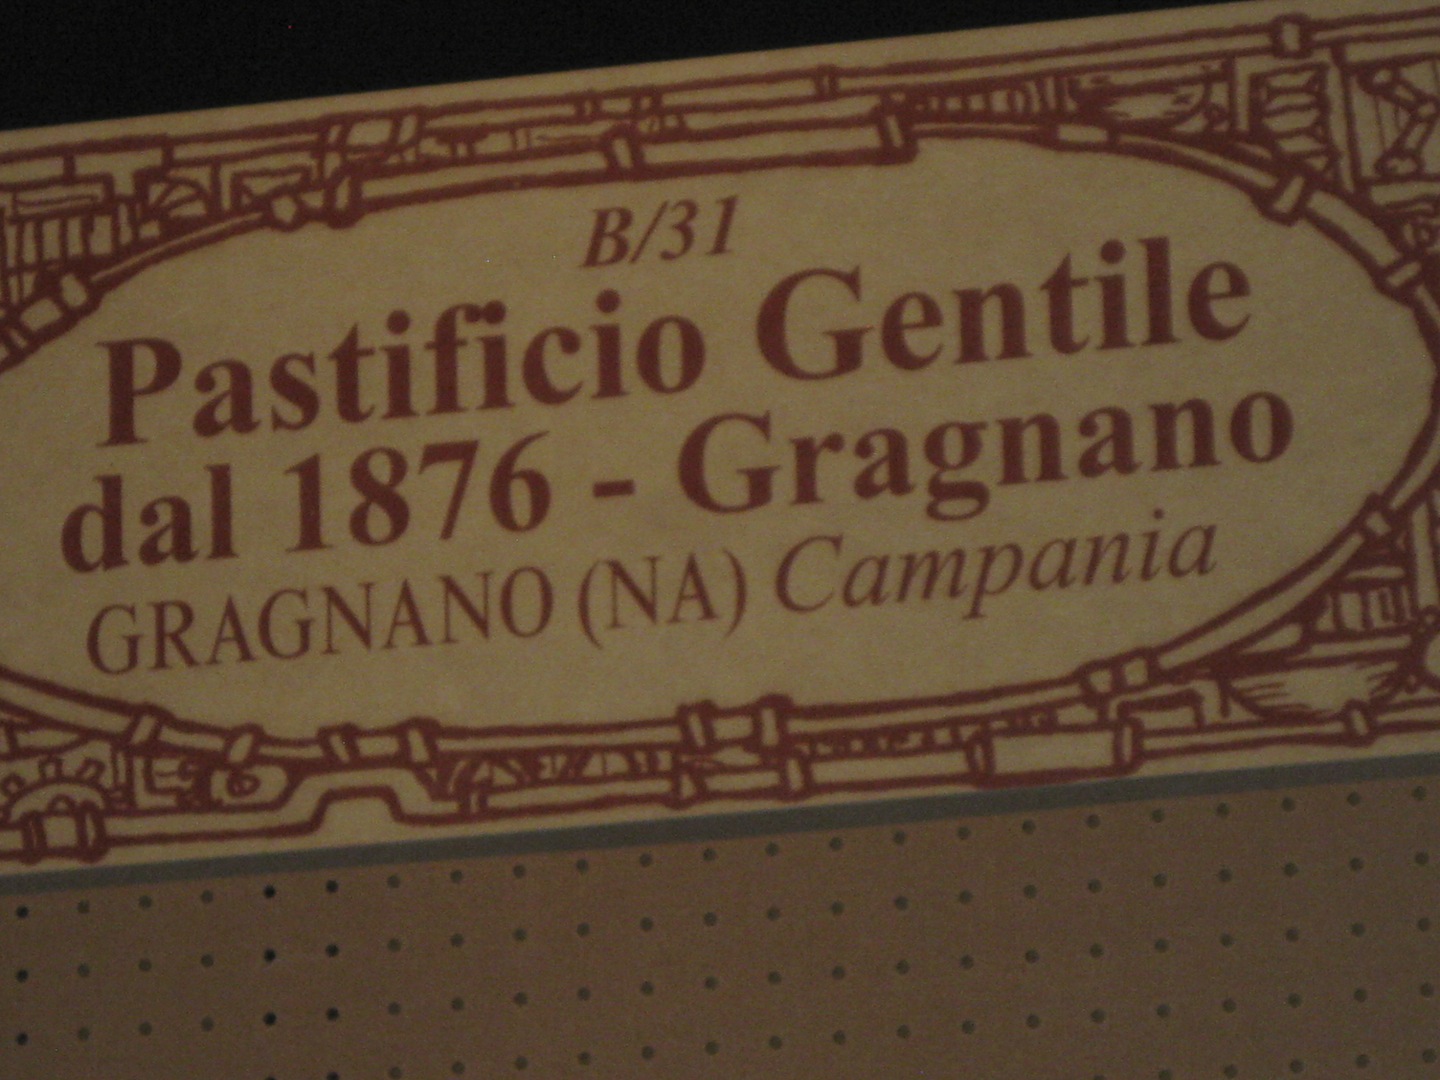 B/31
Pastificio Gentile
dal 1876 - Gragnano
GRAGNANO (NA) Campania